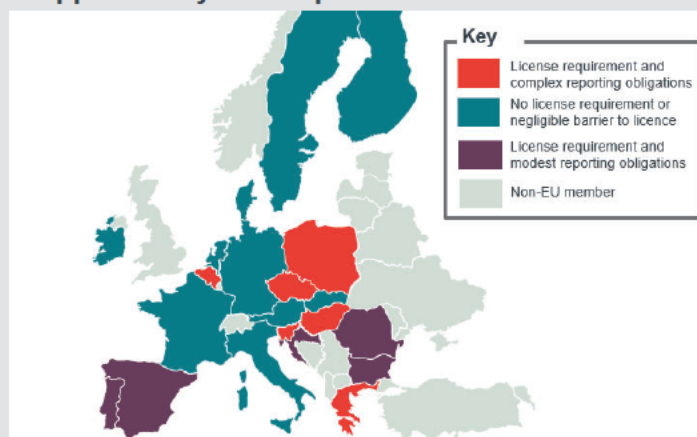 Key
License requirement and
complex reporting obligations
No license requirement or
negligible barrier to licence
License requirement and
modest reporting obligations
Non-EU member